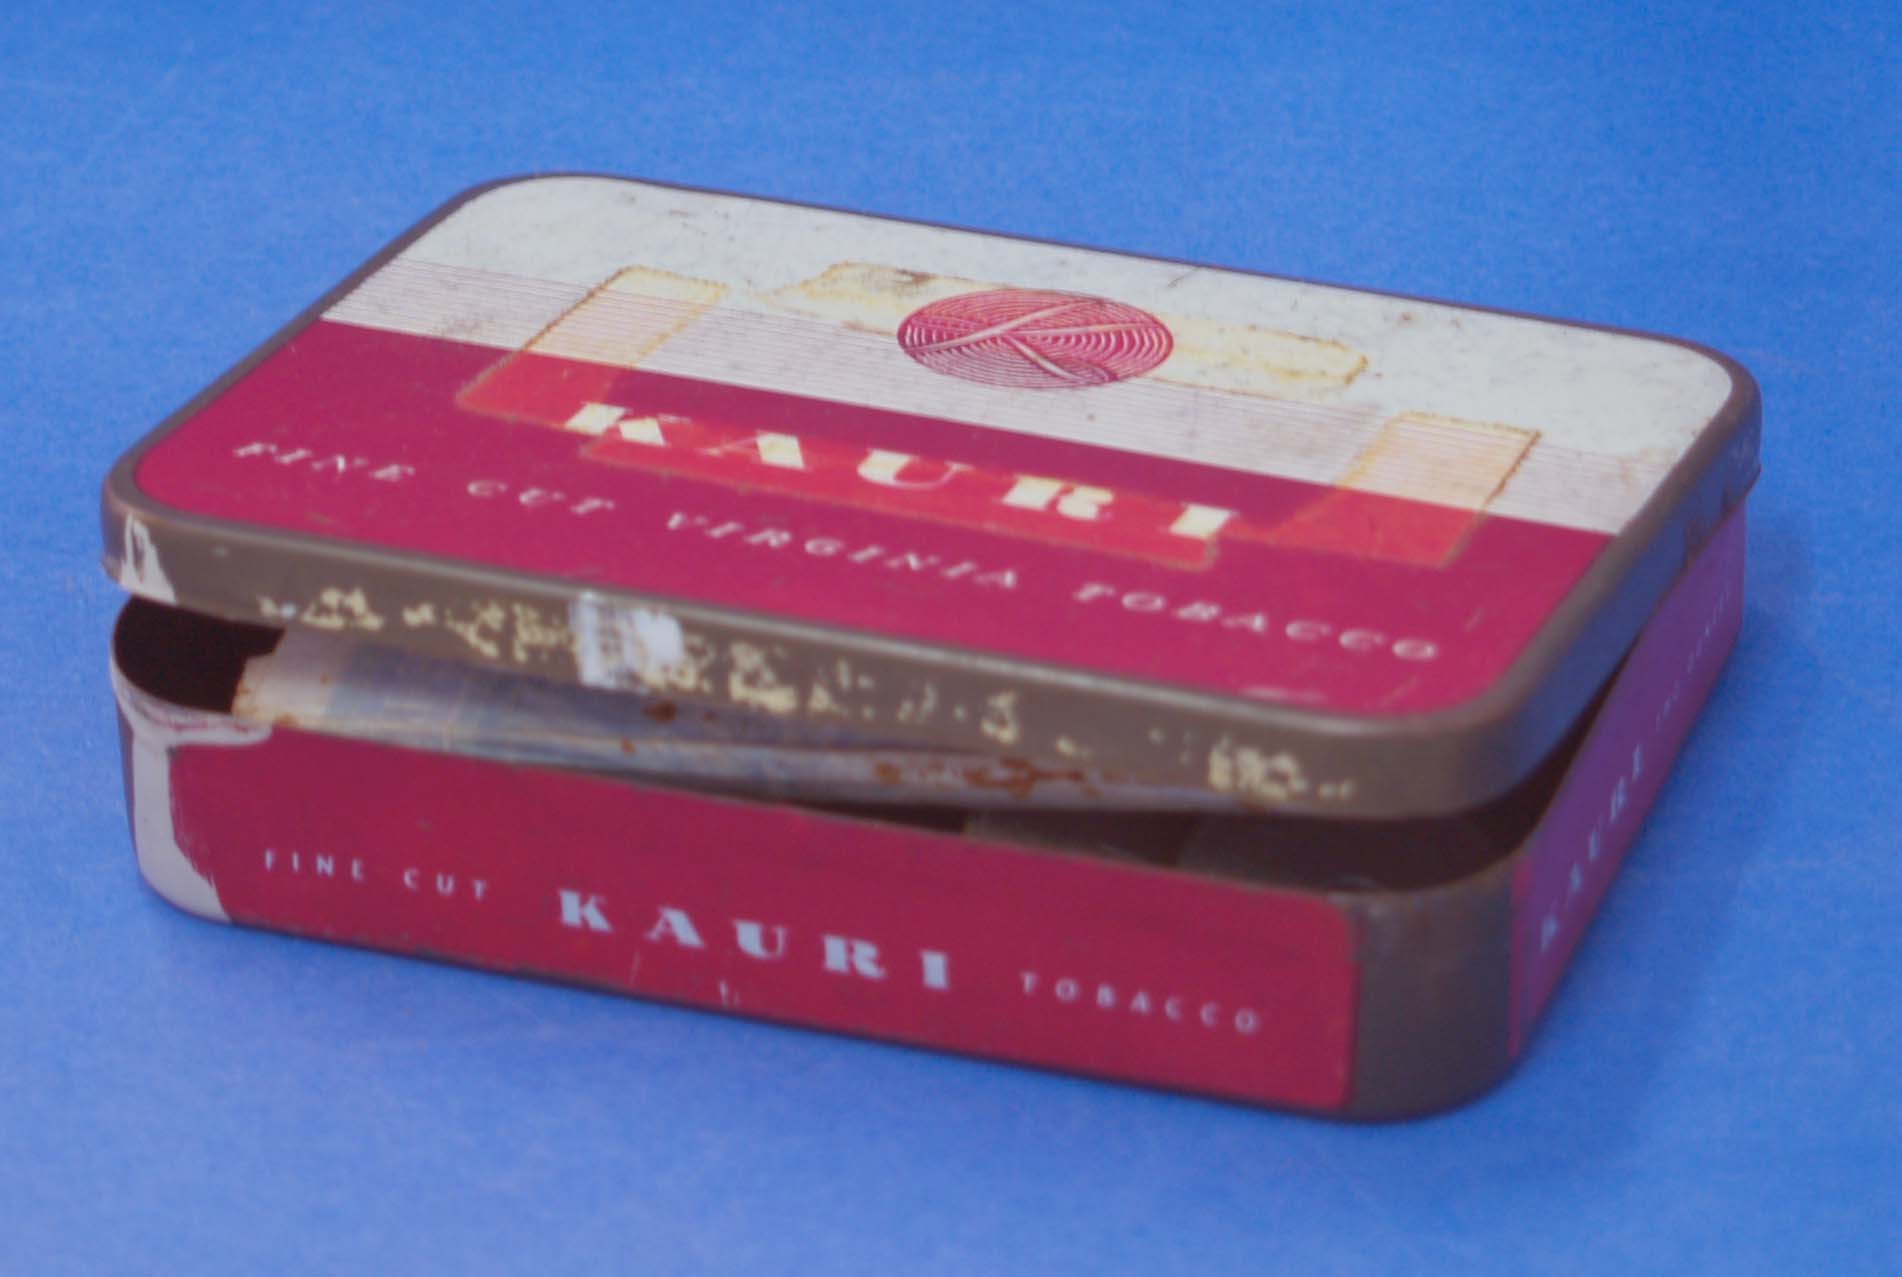 KAURI
FINE CUT VIRGINIA TOBACCO
FINE CUT KAURI TOBACCO
KAURI